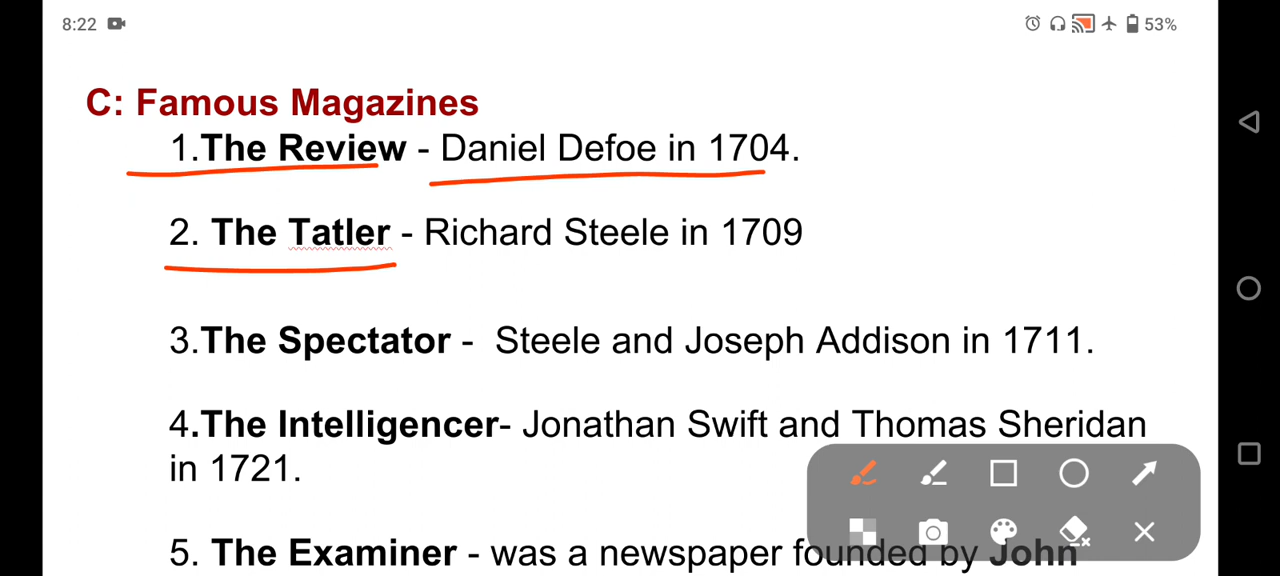 8:22 53%
C: Famous Magazines
1.The Review - Daniel Defoe in 1704.
2. The Tatler - Richard Steele in 1709
3.The Spectator - Steele and Joseph Addison in 1711.
4.The Intelligencer- Jonathan Swift and Thomas Sheridan
in 1721.
5. The Examiner - was a newspaper founded by John